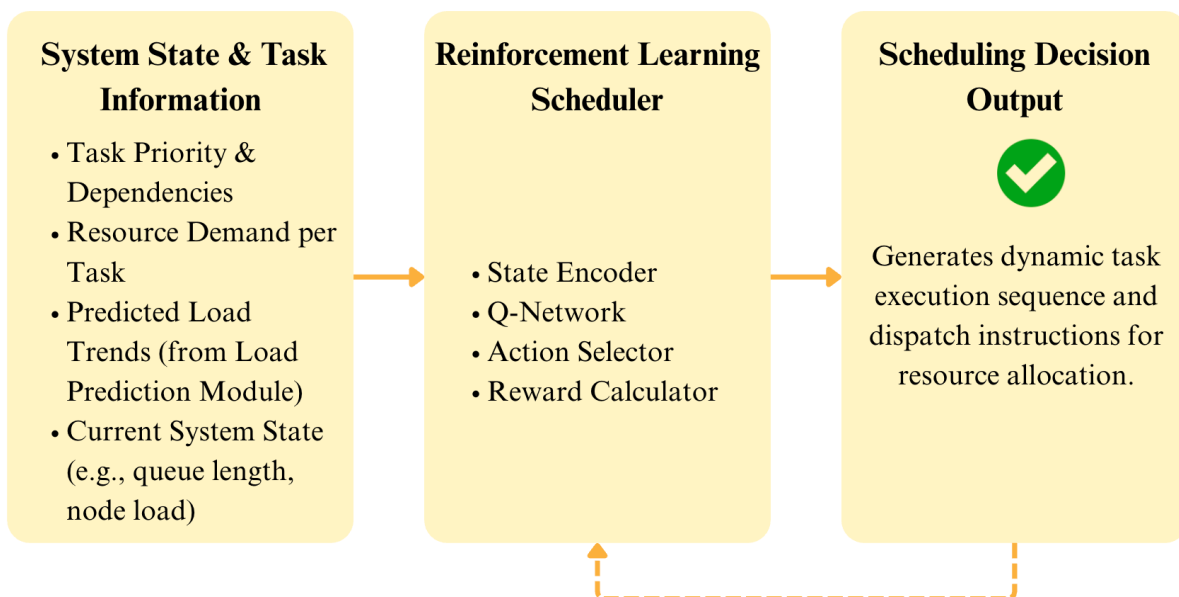 System State & Task
Information
• Task Priority &
Dependencies
• Resource Demand per
Task
• Predicted Load
Trends (from Load
Prediction Module)
• Current System State
(e.g., queue length,
node load)
Reinforcement Learning
Scheduler
• State Encoder
• Q-Network
• Action Selector
• Reward Calculator
Scheduling Decision
Output
Generates dynamic task
execution sequence and
dispatch instructions for
resource allocation.